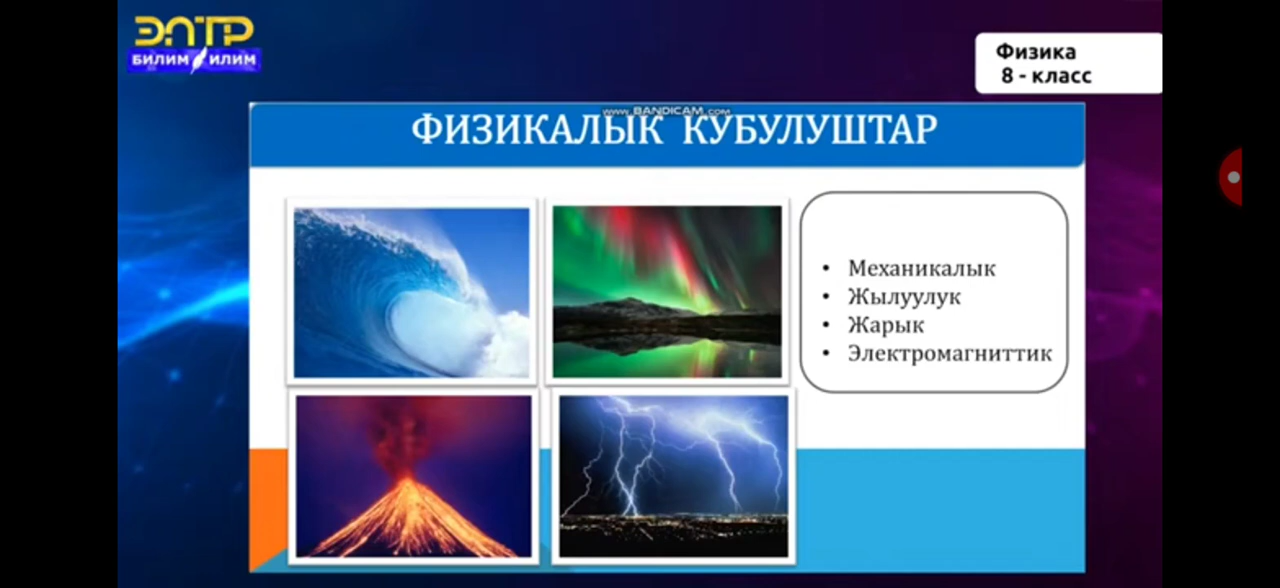 ЭЛТР
БИЛИМ ИЛИМ
Физика
8 - класс
www.BANDICAM.com
ФИЗИКАЛЫК КУБУЛУШТАР
• Механикалык
• Жылуулук
• Жарык
• Электромагниттик